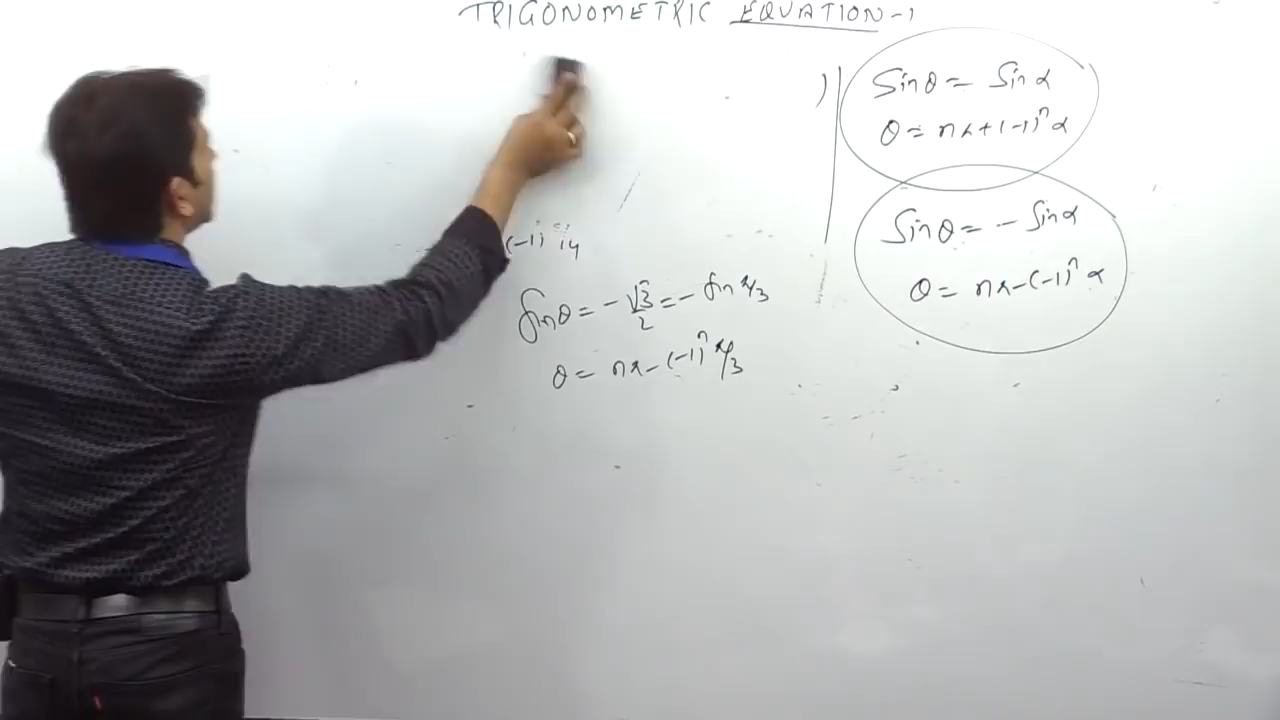 TRIGONOMETRIC EQUATION-1
(-1)
sinθ = -√3/2 = - sin π/3
θ = nπ - (-1)ⁿ π/3
)
sinθ = sin α
θ = nπ + (-1)ⁿ α
sinθ = - sin α
θ = nπ - (-1)ⁿ α